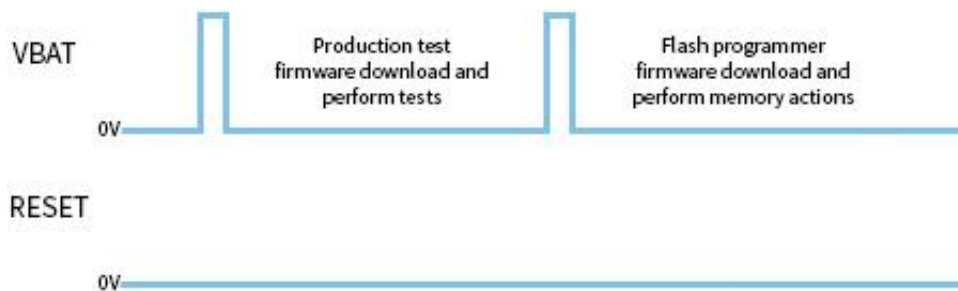 VBAT
Production test
firmware download and
perform tests
Flash programmer
firmware download and
perform memory actions
0V
RESET
0V